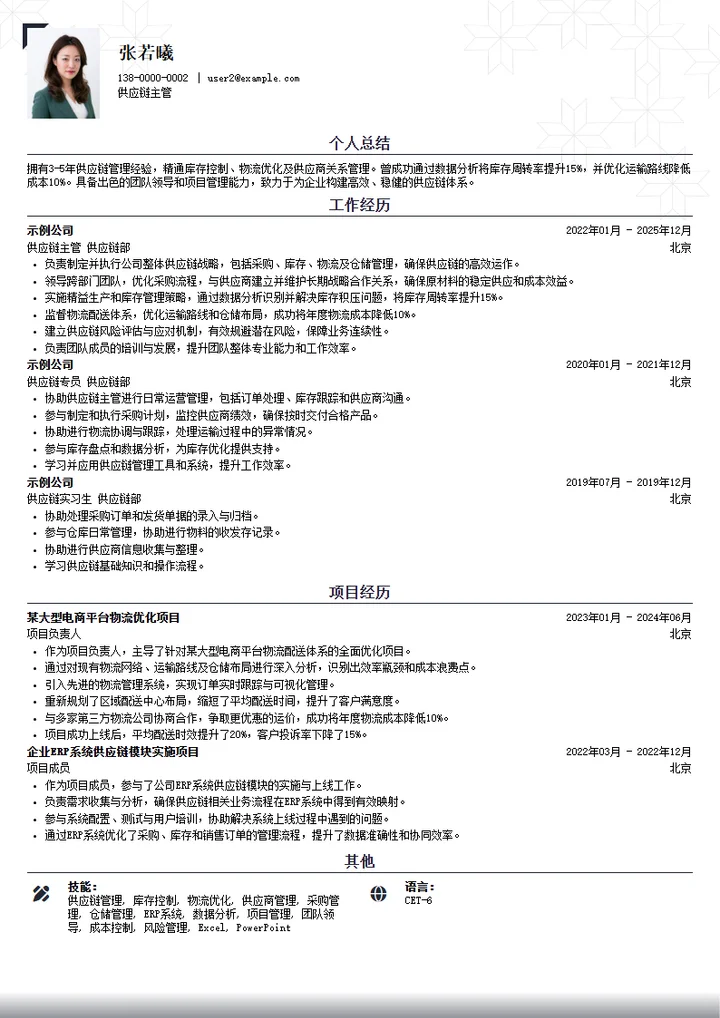 张若曦
138-0000-0002 | user2@example.com
供应链主管
个人总结
拥有3-5年供应链管理经验，精通库存控制、物流优化及供应商关系管理。曾成功通过数据分析将库存周转率提升15%，并优化运输路线降低
成本10%。具备出色的团队领导和项目管理能力，致力于为企业构建高效、稳健的供应链体系。
工作经历
示例公司 2022年01月 - 2025年12月
供应链主管 供应链部 北京
• 负责制定并执行公司整体供应链战略，包括采购、库存、物流及仓储管理，确保供应链的高效运作。
• 领导跨部门团队，优化采购流程，与供应商建立并维护长期战略合作关系，确保原材料的稳定供应和成本效益。
• 实施精益生产和库存管理策略，通过数据分析识别并解决库存积压问题，将库存周转率提升15%。
• 监督物流配送体系，优化运输路线和仓储布局，成功将年度物流成本降低10%。
• 建立供应链风险评估与应对机制，有效规避潜在风险，保障业务连续性。
• 负责团队成员的培训与发展，提升团队整体专业能力和工作效率。
示例公司 2020年01月 - 2021年12月
供应链专员 供应链部 北京
• 协助供应链主管进行日常运营管理，包括订单处理、库存跟踪和供应商沟通。
• 参与制定和执行采购计划，监控供应商绩效，确保按时交付合格产品。
• 协助进行物流协调与跟踪，处理运输过程中的异常情况。
• 参与库存盘点和数据分析，为库存优化提供支持。
• 学习并应用供应链管理工具和系统，提升工作效率。
示例公司 2019年07月 - 2019年12月
供应链实习生 供应链部 北京
• 协助处理采购订单和发货单据的录入与归档。
• 参与仓库日常管理，协助进行物料的收发存记录。
• 协助进行供应商信息收集与整理。
• 学习供应链基础知识和操作流程。
项目经历
某大型电商平台物流优化项目 2023年01月 - 2024年06月
项目负责人 北京
• 作为项目负责人，主导了针对某大型电商平台物流配送体系的全面优化项目。
• 通过对现有物流网络、运输路线及仓储布局进行深入分析，识别出效率瓶颈和成本浪费点。
• 引入先进的物流管理系统，实现订单实时跟踪与可视化管理。
• 重新规划了区域配送中心布局，缩短了平均配送时间，提升了客户满意度。
• 与多家第三方物流公司协商合作，争取更优惠的运价，成功将年度物流成本降低10%。
• 项目成功上线后，平均配送时效提升了20%，客户投诉率下降了15%。
企业ERP系统供应链模块实施项目 2022年03月 - 2022年12月
项目成员 北京
• 作为项目成员，参与了公司ERP系统供应链模块的实施与上线工作。
• 负责需求收集与分析，确保供应链相关业务流程在ERP系统中得到有效映射。
• 参与系统配置、测试与用户培训，协助解决系统上线过程中遇到的问题。
• 通过ERP系统优化了采购、库存和销售订单的管理流程，提升了数据准确性和协同效率。
其他
技能：
供应链管理, 库存控制, 物流优化, 供应商管理, 采购管
理, 仓储管理, ERP系统, 数据分析, 项目管理, 团队领
导, 成本控制, 风险管理, Excel, PowerPoint
语言：
CET-6